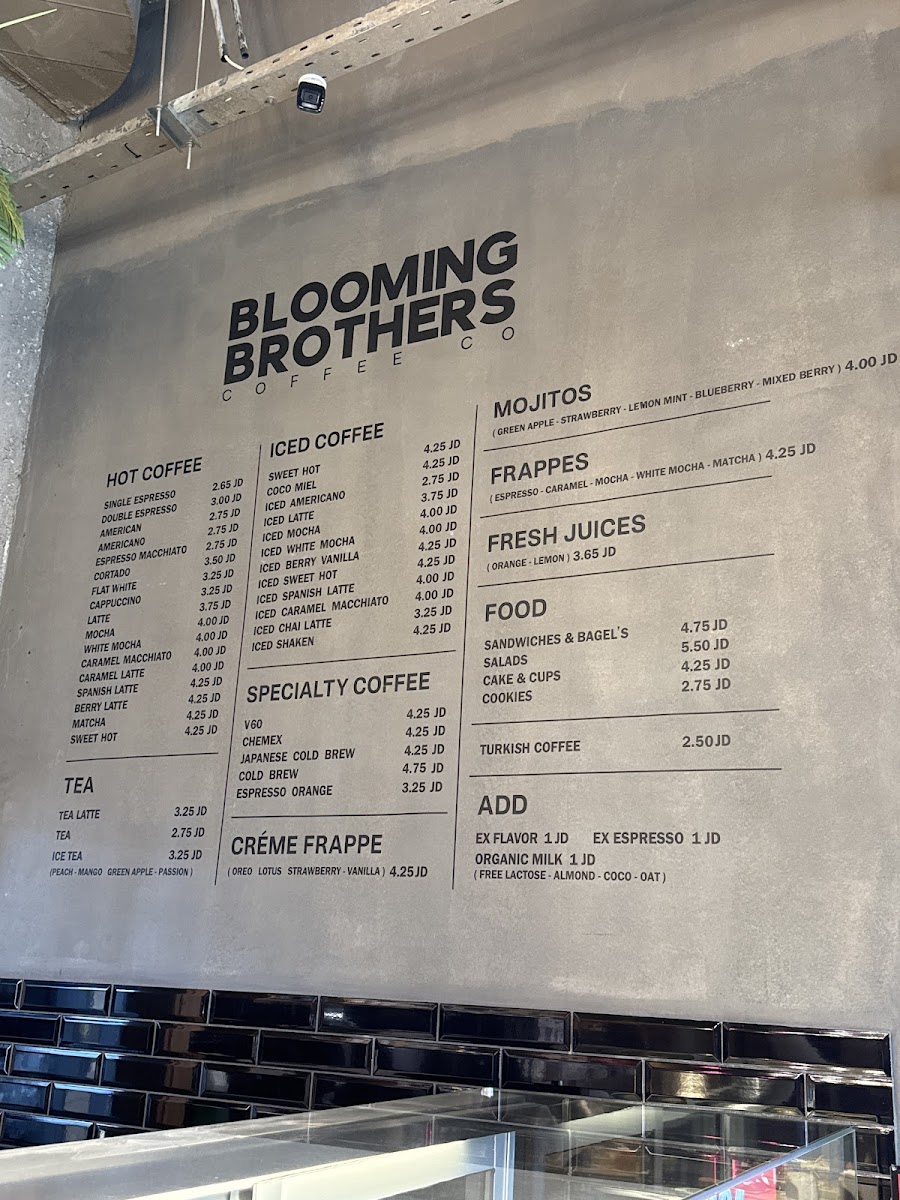 BLOOMING
BROTHERS
COFFEE CO
HOT COFFEE
SINGLE ESPRESSO 2.65 JD
DOUBLE ESPRESSO 3.00 JD
AMERICAN 2.75 JD
AMERICANO 2.75 JD
ESPRESSO MACCHIATO 2.75 JD
CORTADO 3.50 JD
FLAT WHITE 3.25 JD
CAPPUCCINO 3.25 JD
LATTE 3.75 JD
MOCHA 4.00 JD
WHITE MOCHA 4.00 JD
CARAMEL MACCHIATO 4.00 JD
CARAMEL LATTE 4.00 JD
SPANISH LATTE 4.25 JD
BERRY LATTE 4.25 JD
MATCHA 4.25 JD
SWEET HOT 4.25 JD
TEA
TEA LATTE 3.25 JD
TEA 2.75 JD
ICE TEA 3.25 JD
(PEACH - MANGO GREEN APPLE - PASSION )
ICED COFFEE
SWEET HOT 4.25 JD
COCO MIEL 4.25 JD
ICED AMERICANO 2.75 JD
ICED LATTE 3.75 JD
ICED MOCHA 4.00 JD
ICED WHITE MOCHA 4.00 JD
ICED BERRY VANILLA 4.25 JD
ICED SWEET HOT 4.25 JD
ICED SPANISH LATTE 4.00 JD
ICED CARAMEL MACCHIATO 4.00 JD
ICED CHAI LATTE 3.25 JD
ICED SHAKEN 4.25 JD
SPECIALTY COFFEE
V60 4.25 JD
CHEMEX 4.25 JD
JAPANESE COLD BREW 4.25 JD
COLD BREW 4.75 JD
ESPRESSO ORANGE 3.25 JD
CRÉME FRAPPE
( OREO LOTUS STRAWBERRY - VANILLA ) 4.25 JD
MOJITOS
( GREEN APPLE - STRAWBERRY - LEMON MINT - BLUEBERRY - MIXED BERRY ) 4.00 JD
FRAPPES
( ESPRESSO - CARAMEL - MOCHA - WHITE MOCHA - MATCHA ) 4.25 JD
FRESH JUICES
( ORANGE - LEMON ) 3.65 JD
FOOD
SANDWICHES & BAGEL'S 4.75 JD
SALADS 5.50 JD
CAKE & CUPS 4.25 JD
COOKIES 2.75 JD
TURKISH COFFEE 2.50 JD
ADD
EX FLAVOR 1 JD EX ESPRESSO 1 JD
ORGANIC MILK 1 JD
( FREE LACTOSE - ALMOND - COCO - OAT )